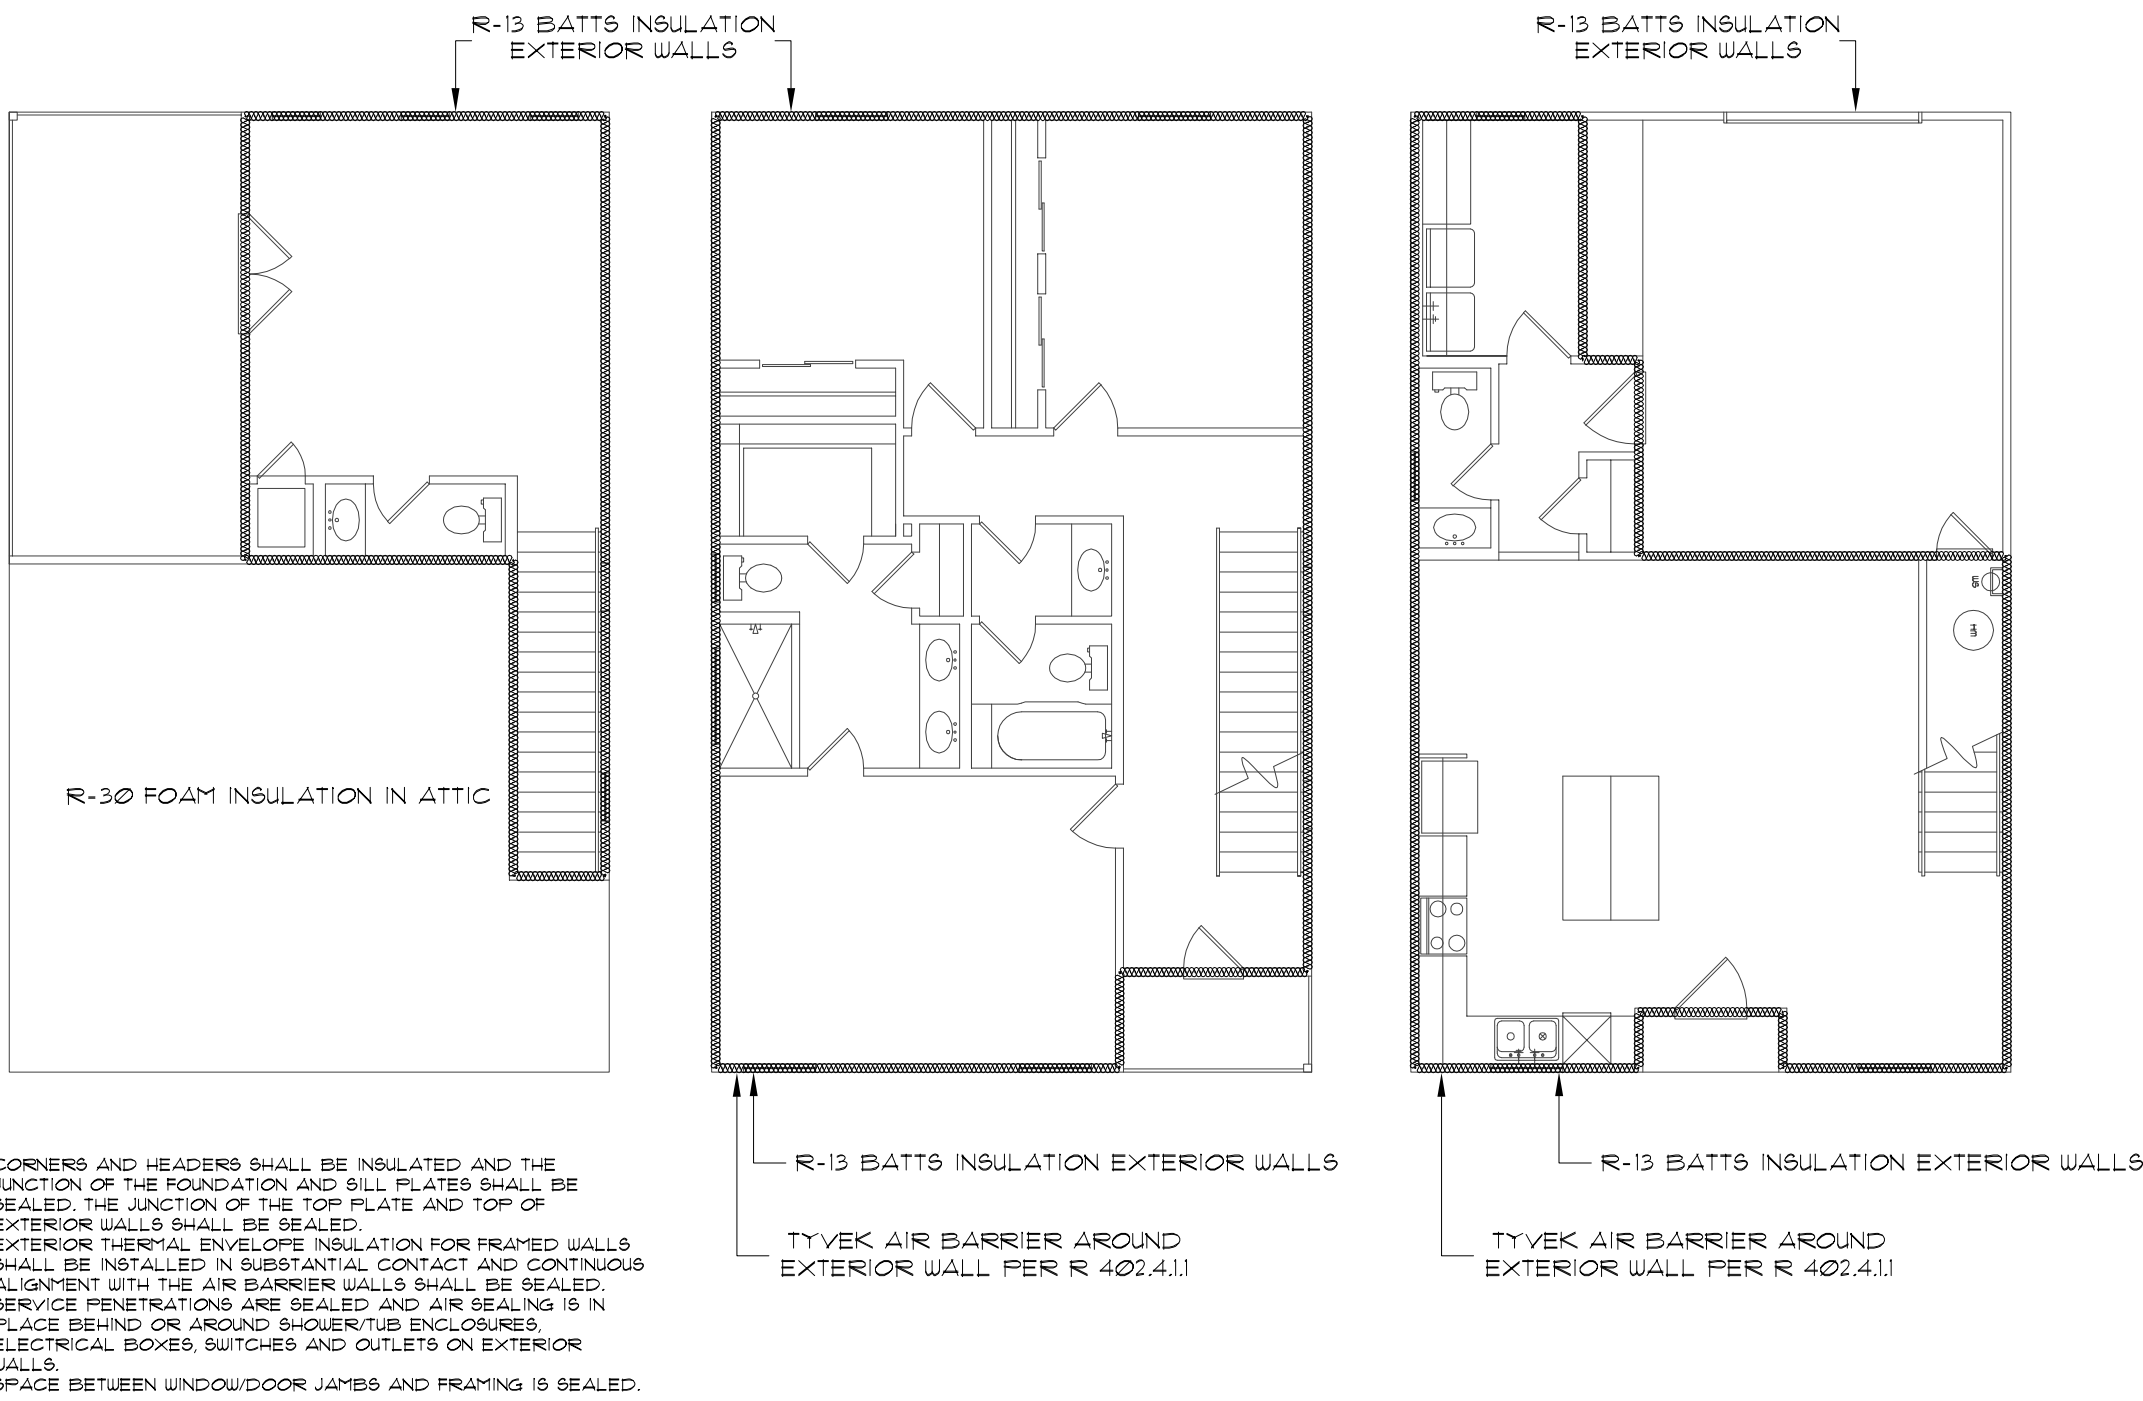 R-13 BATTS INSULATION
EXTERIOR WALLS
R-13 BATTS INSULATION
EXTERIOR WALLS
WS
WH
R-30 FOAM INSULATION IN ATTIC
R-13 BATTS INSULATION EXTERIOR WALLS
R-13 BATTS INSULATION EXTERIOR WALLS
TYVEK AIR BARRIER AROUND
EXTERIOR WALL PER R 402.4.1.1
TYVEK AIR BARRIER AROUND
EXTERIOR WALL PER R 402.4.1.1
CORNERS AND HEADERS SHALL BE INSULATED AND THE
JUNCTION OF THE FOUNDATION AND SILL PLATES SHALL BE
SEALED. THE JUNCTION OF THE TOP PLATE AND TOP OF
EXTERIOR WALLS SHALL BE SEALED.
EXTERIOR THERMAL ENVELOPE INSULATION FOR FRAMED WALLS
SHALL BE INSTALLED IN SUBSTANTIAL CONTACT AND CONTINUOUS
ALIGNMENT WITH THE AIR BARRIER WALLS SHALL BE SEALED.
SERVICE PENETRATIONS ARE SEALED AND AIR SEALING IS IN
PLACE BEHIND OR AROUND SHOWER/TUB ENCLOSURES,
ELECTRICAL BOXES, SWITCHES AND OUTLETS ON EXTERIOR
WALLS.
SPACE BETWEEN WINDOW/DOOR JAMBS AND FRAMING IS SEALED.